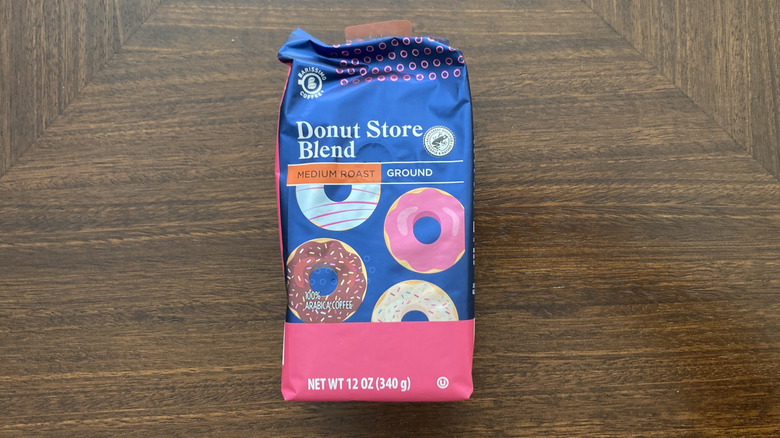 BARISSIMO
COFFEE
Donut Store
Blend
MEDIUM ROAST GROUND
100%
ARABICA COFFEE
NET WT 12 OZ (340 g)
U